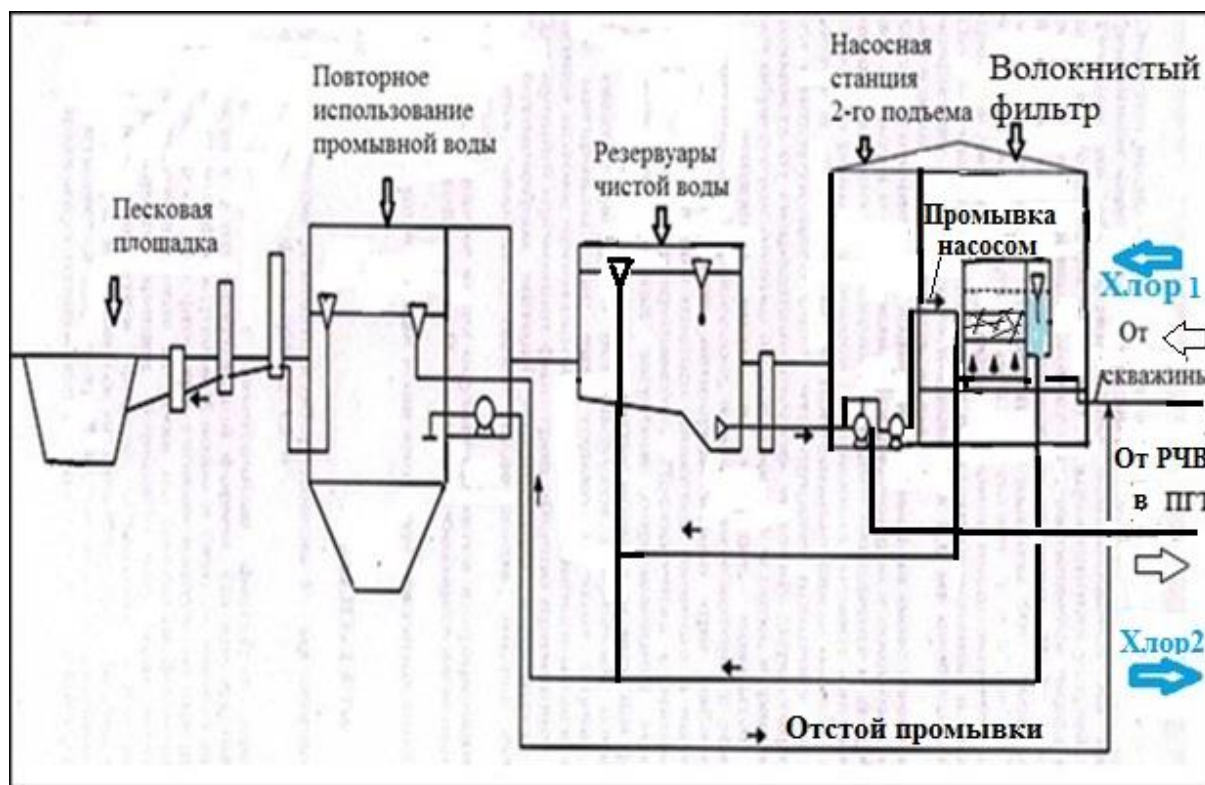 Насосная
станция
2-го подъема
Волокнистый
фильтр
Повторное
использование
промывной воды
Резервуары
чистой воды
Песковая
площадка
Промывка
насосом
Хлор 1
От
скважины
От РЧВ
в ПГТ
Хлор2
Отстой промывки